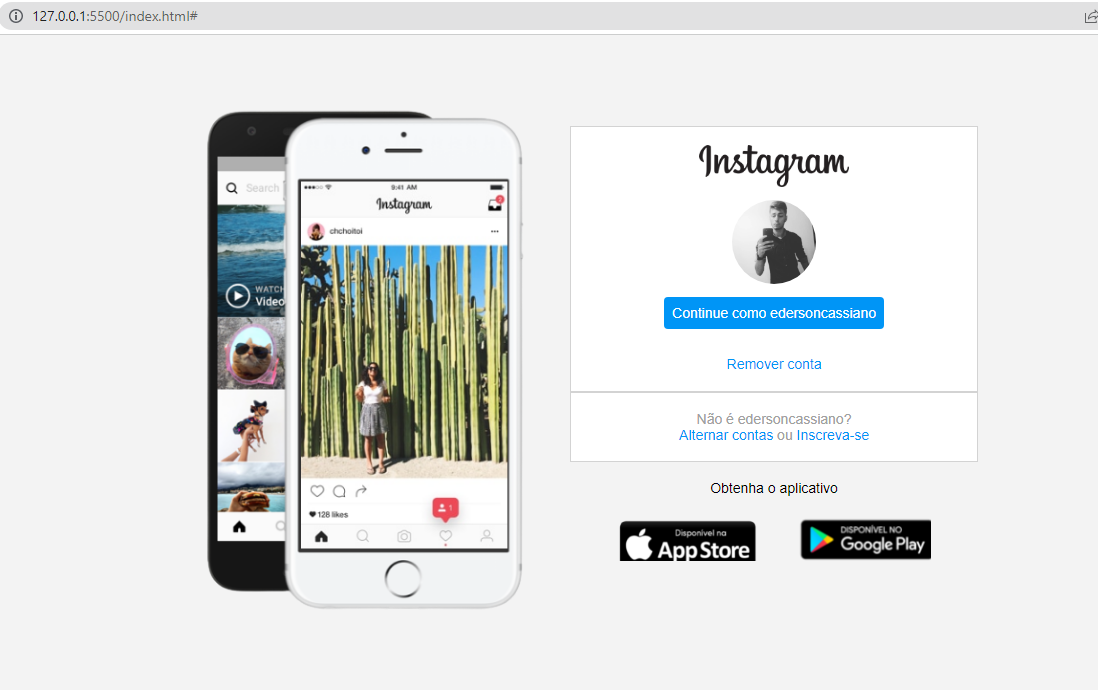 127.0.0.1:5500/index.html#
Search
WATCH
Video
9:41 AM
Instagram
2
chchoitoi
1
128 likes
Instagram
Continue como edersoncassiano
Remover conta
Não é edersoncassiano?
Alternar contas ou Inscreva-se
Obtenha o aplicativo
Disponível na
App Store
DISPONÍVEL NO
Google Play